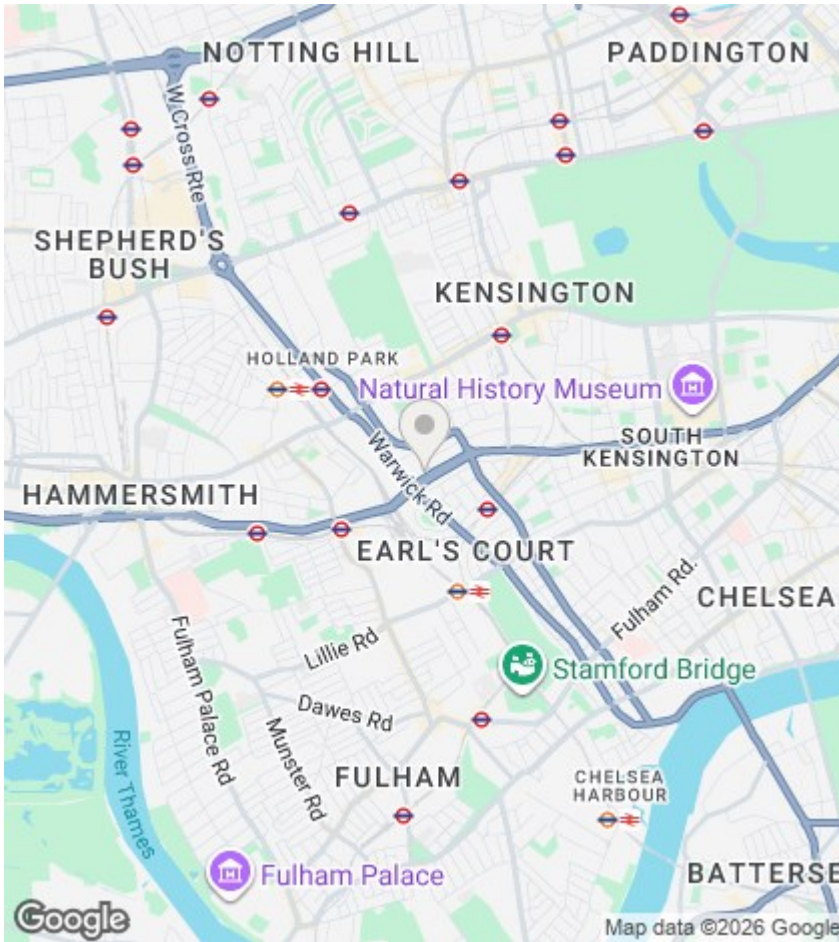 NOTTING HILL
PADDINGTON
W Cross Rte
SHEPHERD'S
BUSH
KENSINGTON
HOLLAND PARK
Natural History Museum
Warwick Rd
SOUTH
KENSINGTON
HAMMERSMITH
EARL'S COURT
Fulham Rd.
CHELSEA
Lillie Rd
Fulham Palace Rd
Stamford Bridge
Dawes Rd
Munster Rd
River Thames
FULHAM
CHELSEA
HARBOUR
Fulham Palace
BATTERSE
Google
Map data ©2026 Google